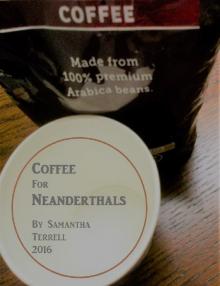 COFFEE
Made from
100% premium
Arabica beans.
COFFEE
FOR
NEANDERTHALS
BY SAMANTHA
TERRELL
2016